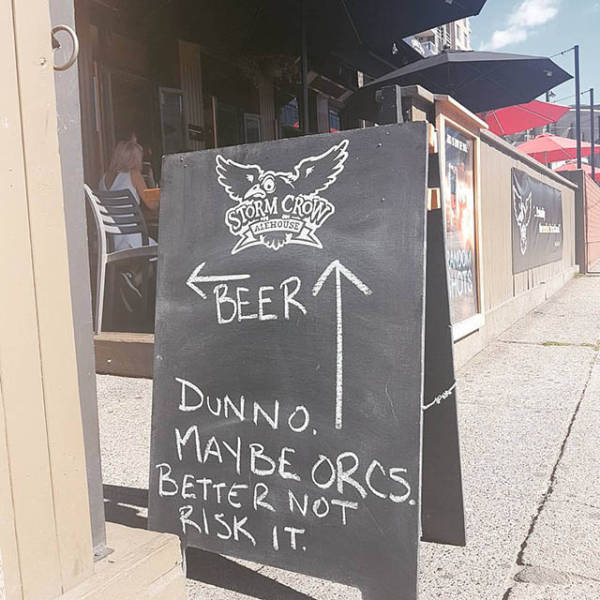 STORM CROW
ALEHOUSE
BEER
DUNNO.
MAYBE ORCS.
BETTER NOT
RISK IT.